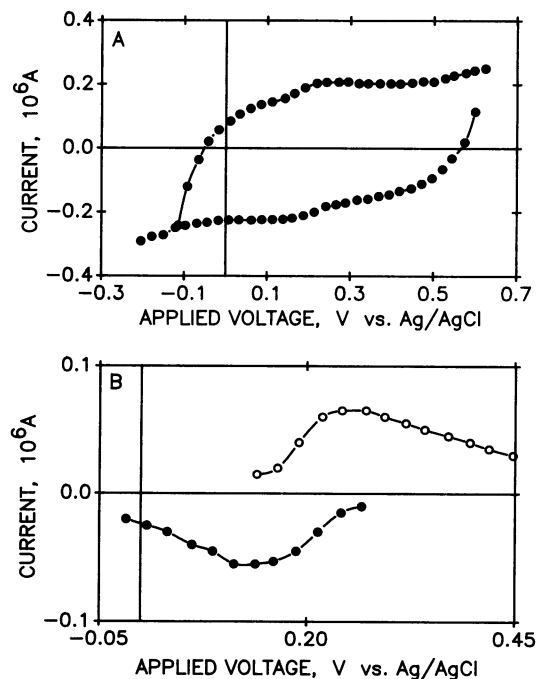 A
0.4
0.2
0.0
−0.2
−0.4
CURRENT, 10⁶A
−0.3 −0.1 0.1 0.3 0.5 0.7
APPLIED VOLTAGE, V vs. Ag/AgCl
B
0.1
0.0
−0.1
CURRENT, 10⁶A
−0.05 0.20 0.45
APPLIED VOLTAGE, V vs. Ag/AgCl